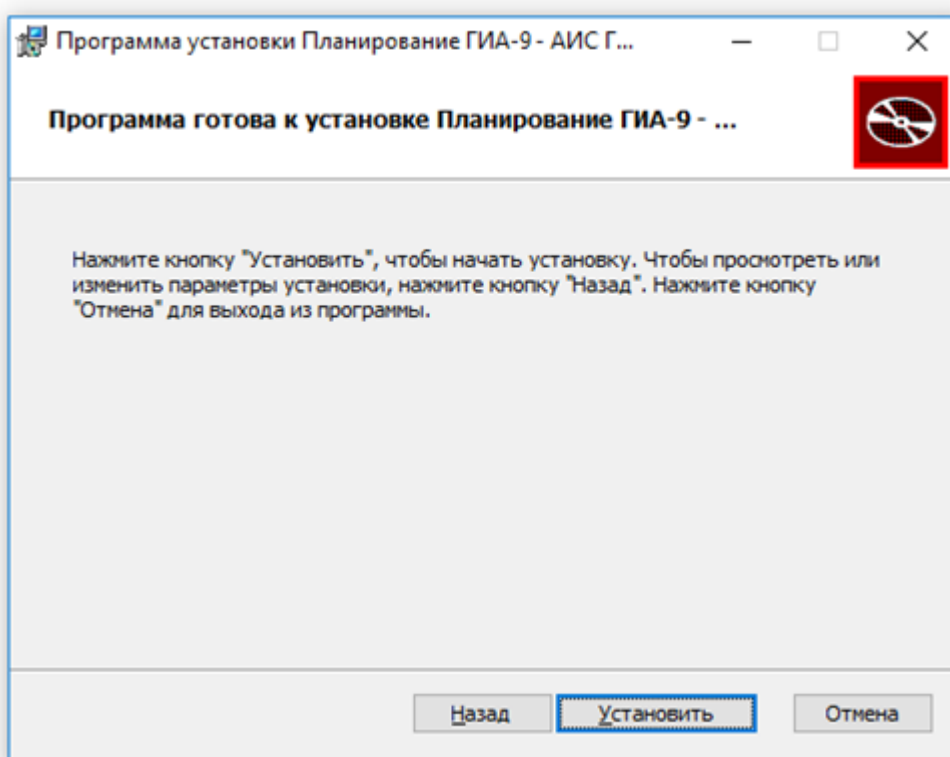 Программа установки Планирование ГИА-9 - АИС Г...
Программа готова к установке Планирование ГИА-9 - ...
Нажмите кнопку "Установить", чтобы начать установку. Чтобы просмотреть или
изменить параметры установки, нажмите кнопку "Назад". Нажмите кнопку
"Отмена" для выхода из программы.
Назад Установить Отмена